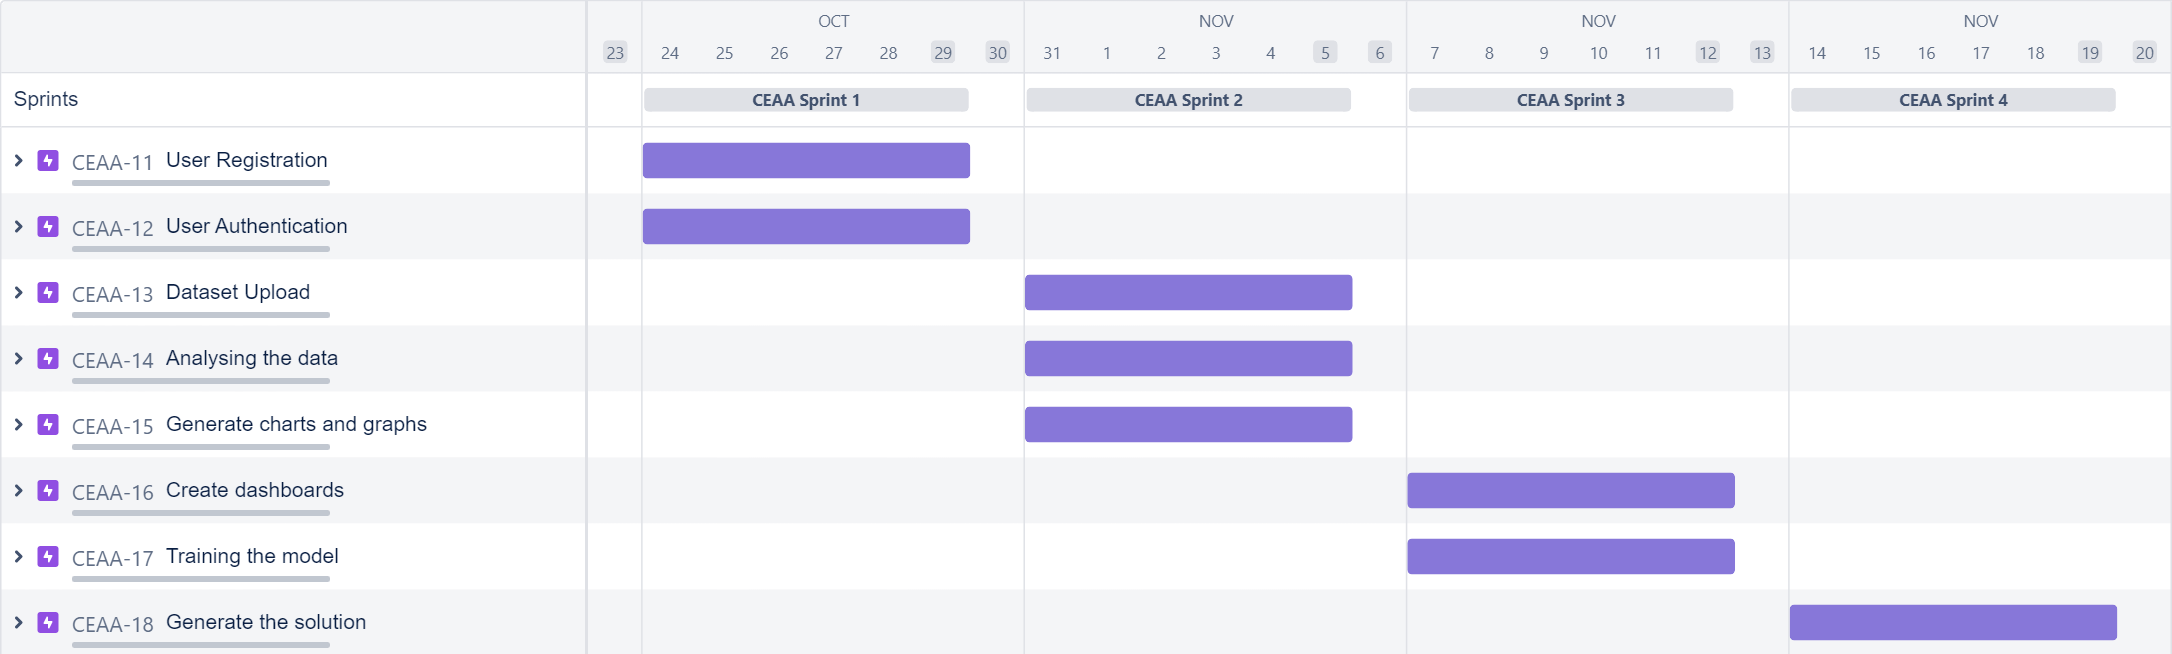 OCT NOV NOV NOV
23 24 25 26 27 28 29 30 31 1 2 3 4 5 6 7 8 9 10 11 12 13 14 15 16 17 18 19 20
Sprints CEAA Sprint 1 CEAA Sprint 2 CEAA Sprint 3 CEAA Sprint 4
CEAA-11 User Registration
CEAA-12 User Authentication
CEAA-13 Dataset Upload
CEAA-14 Analysing the data
CEAA-15 Generate charts and graphs
CEAA-16 Create dashboards
CEAA-17 Training the model
CEAA-18 Generate the solution